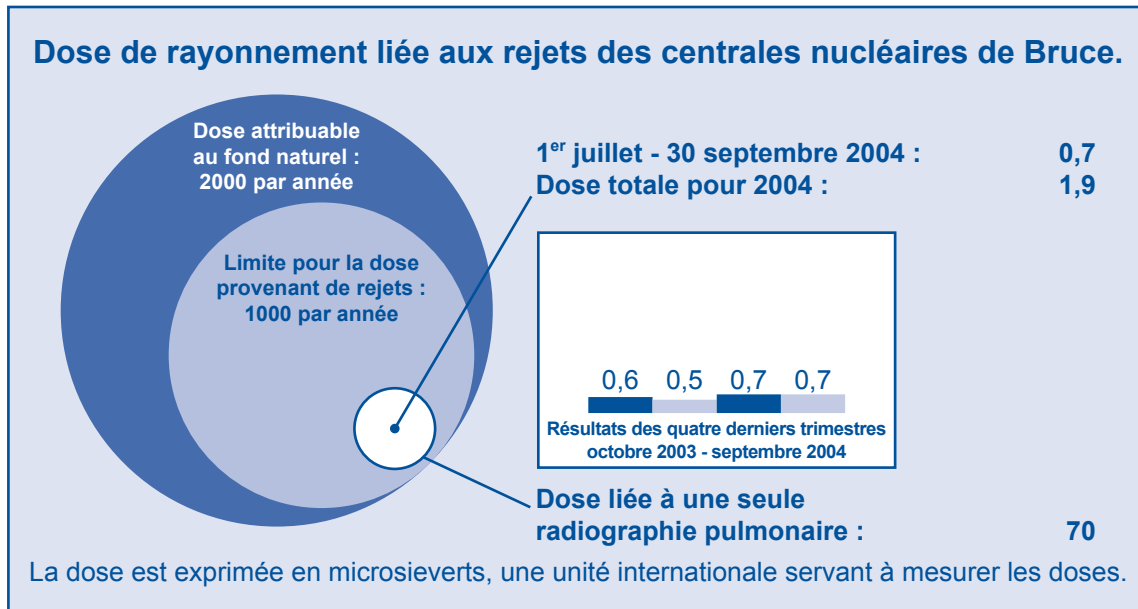 Dose de rayonnement liée aux rejets des centrales nucléaires de Bruce.
Dose attribuable
au fond naturel :
2000 par année
Limite pour la dose
provenant de rejets :
1000 par année
1er juillet - 30 septembre 2004 : 0,7
Dose totale pour 2004 : 1,9
0,6 0,5 0,7 0,7
Résultats des quatre derniers trimestres
octobre 2003 - septembre 2004
Dose liée à une seule
radiographie pulmonaire : 70
La dose est exprimée en microsieverts, une unité internationale servant à mesurer les doses.